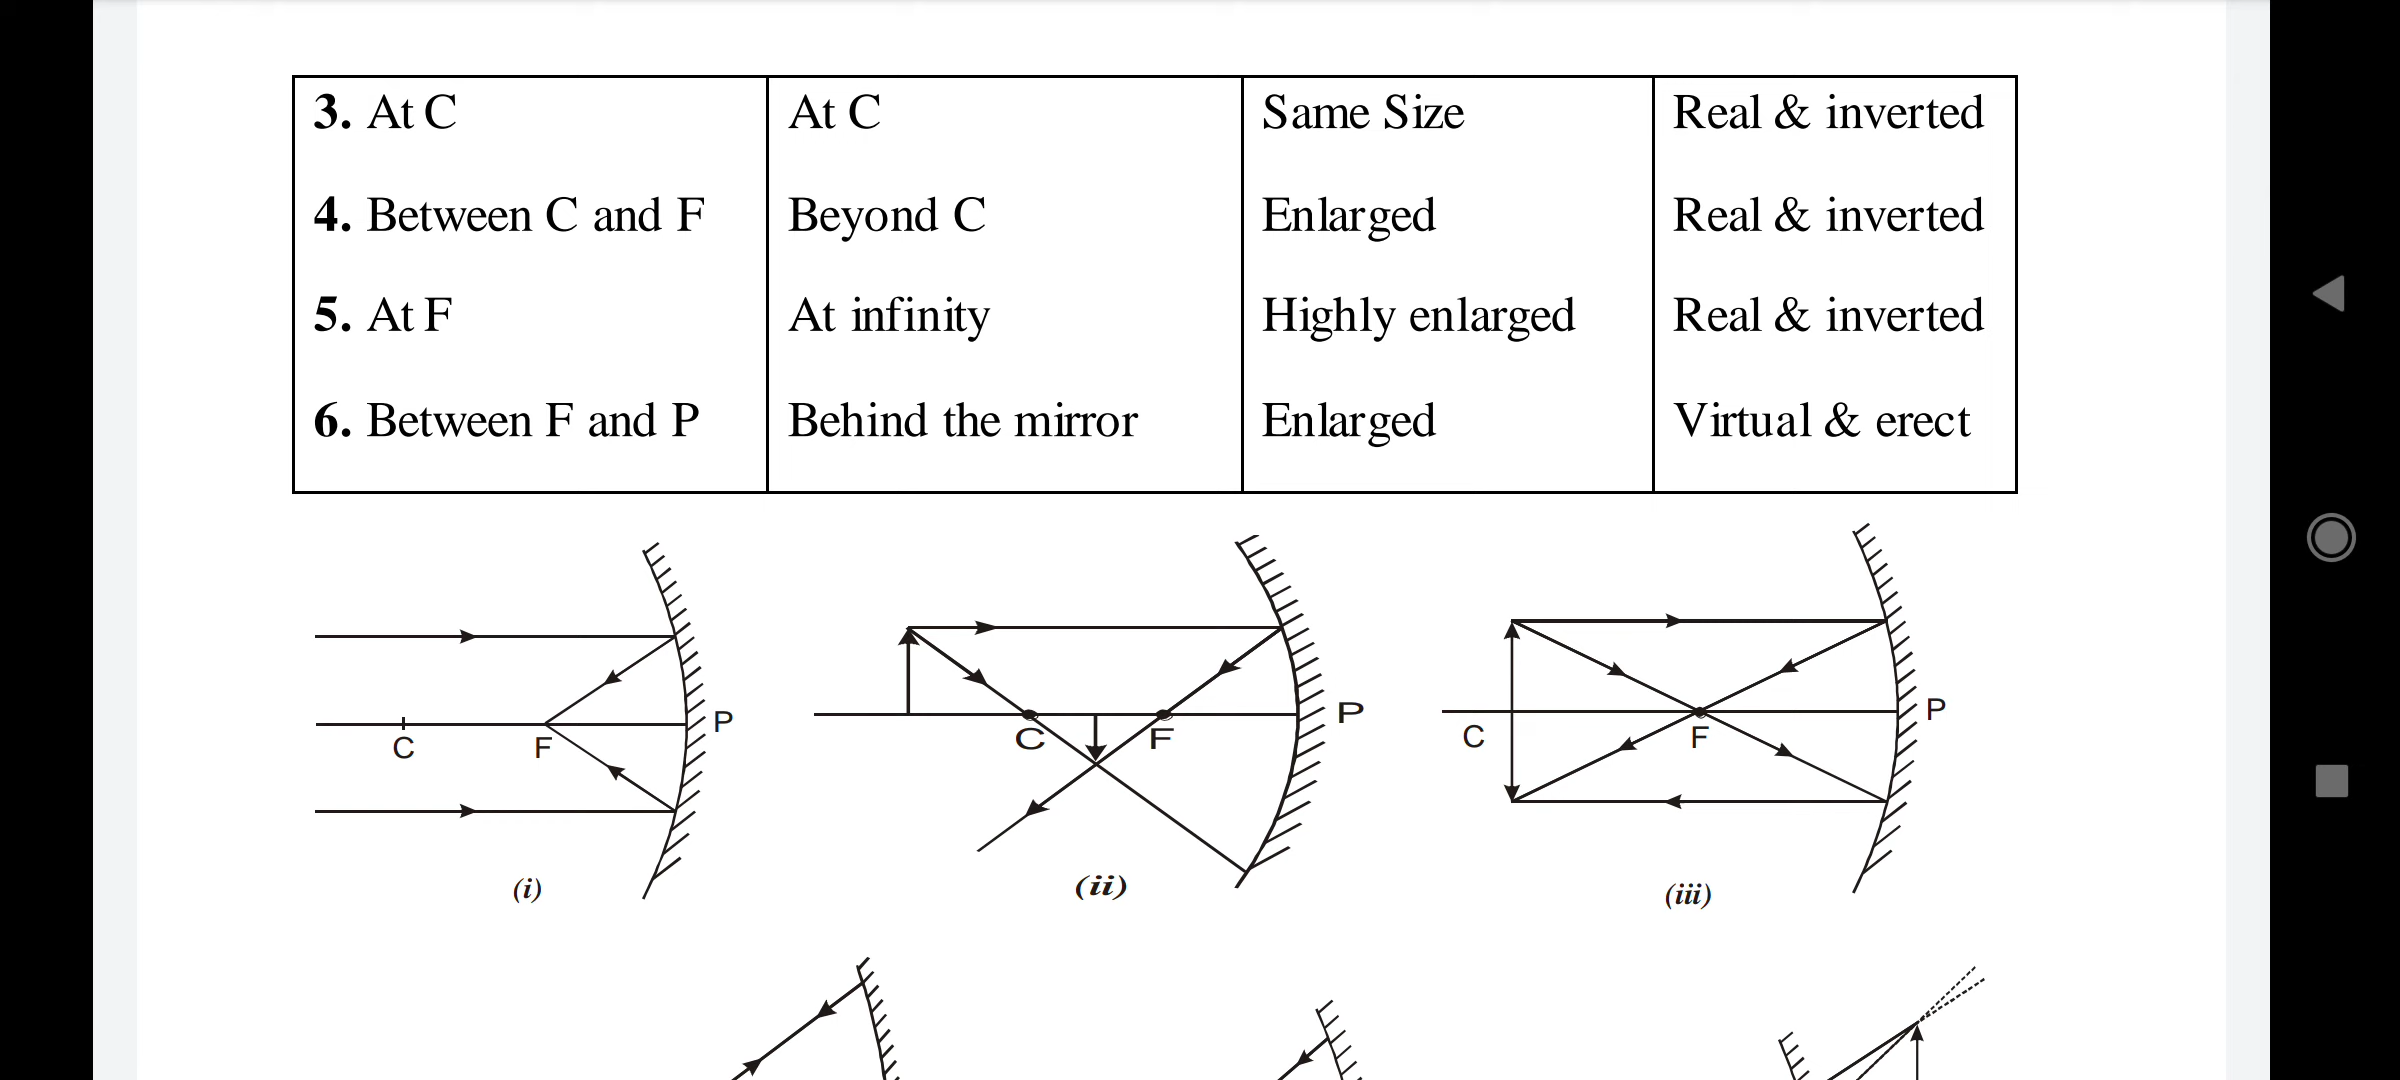 3. At C At C Same Size Real & inverted
4. Between C and F Beyond C Enlarged Real & inverted
5. At F At infinity Highly enlarged Real & inverted
6. Between F and P Behind the mirror Enlarged Virtual & erect
C F P
(i)
C F P
(ii)
C F P
(iii)